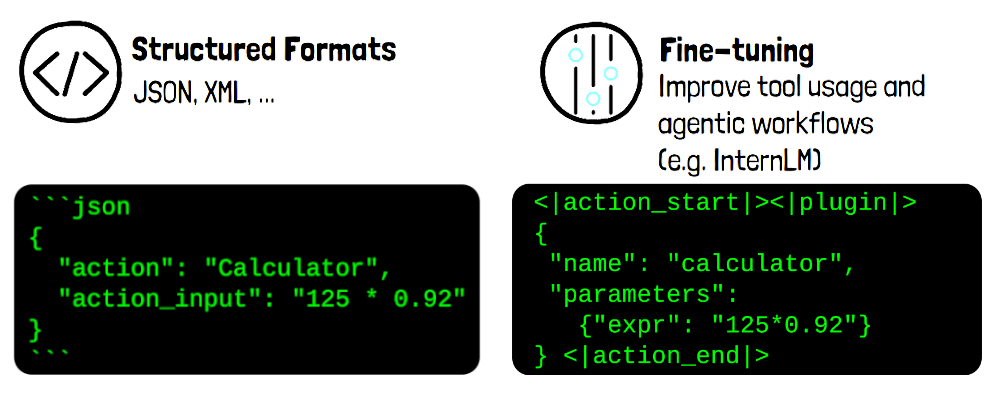 Structured Formats
JSON, XML, ...
```json
{
  "action": "Calculator",
  "action_input": "125 * 0.92"
}
```
Fine-tuning
Improve tool usage and
agentic workflows
(e.g. InternLM)
<|action_start|><|plugin|>
{
 "name": "calculator",
 "parameters":
   {"expr": "125*0.92"}
} <|action_end|>